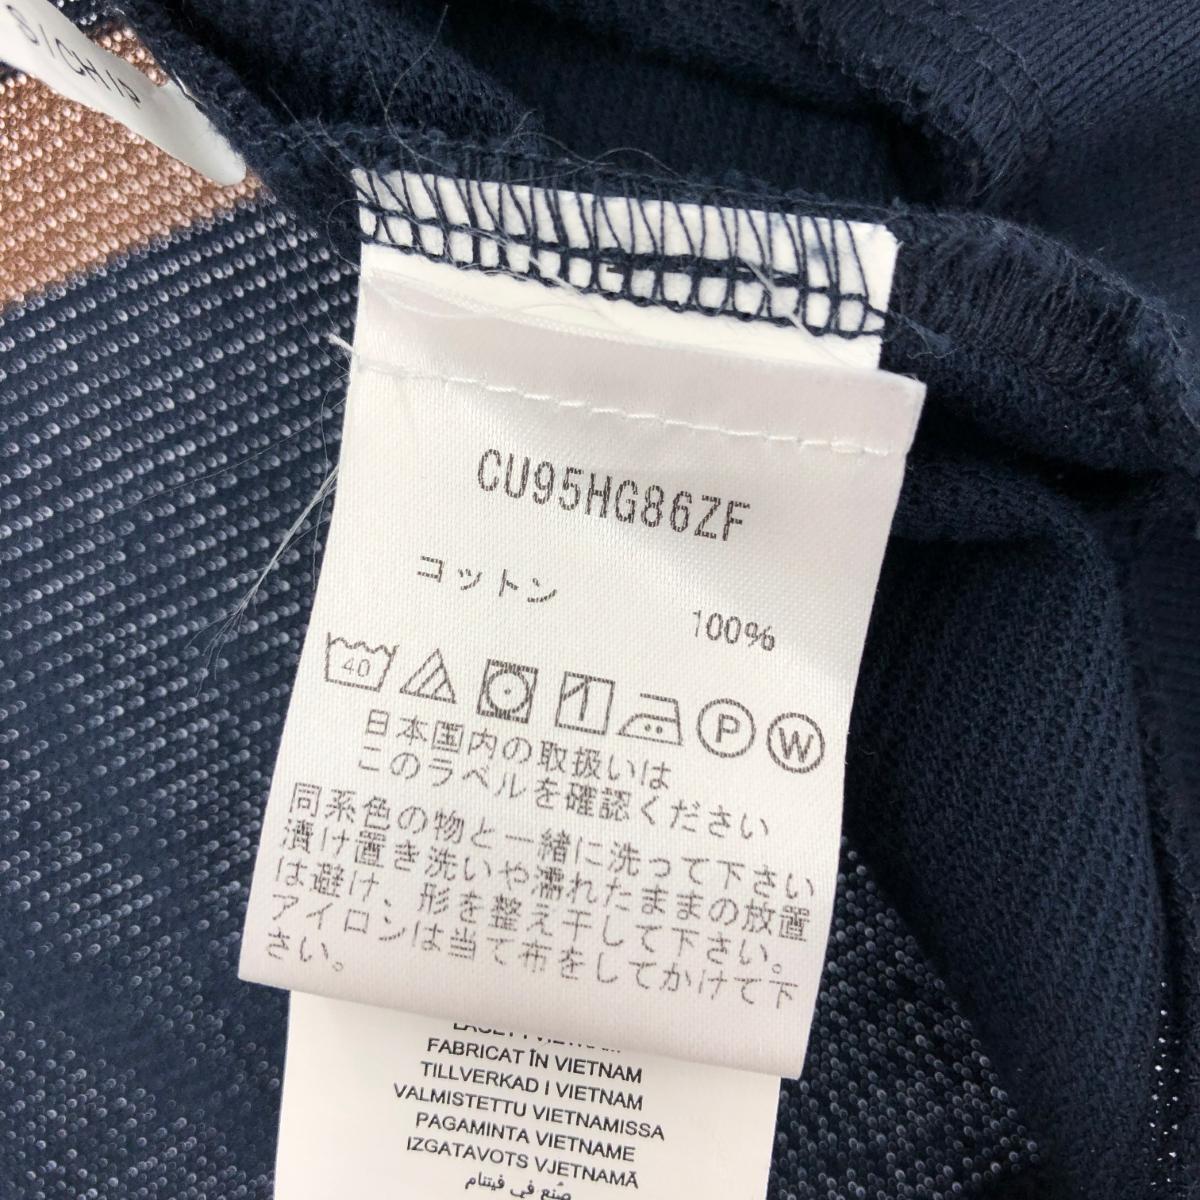 S/CH/P
CU95HG86ZF
コットン 100%
40 P W
日本国内の取扱いは
このラベルを確認ください
同系色の物と一緒に洗って下さい
漬け置き洗いや濡れたままの放置
は避け、形を整え干して下さい。
アイロンは当て布をしてかけて下
さい。
FABRICAT ÎN VIETNAM
TILLVERKAD I VIETNAM
VALMISTETTU VIETNAMISSA
PAGAMINTA VIETNAME
IZGATAVOTS VJETNAMĀ
صُنع في فيتنام